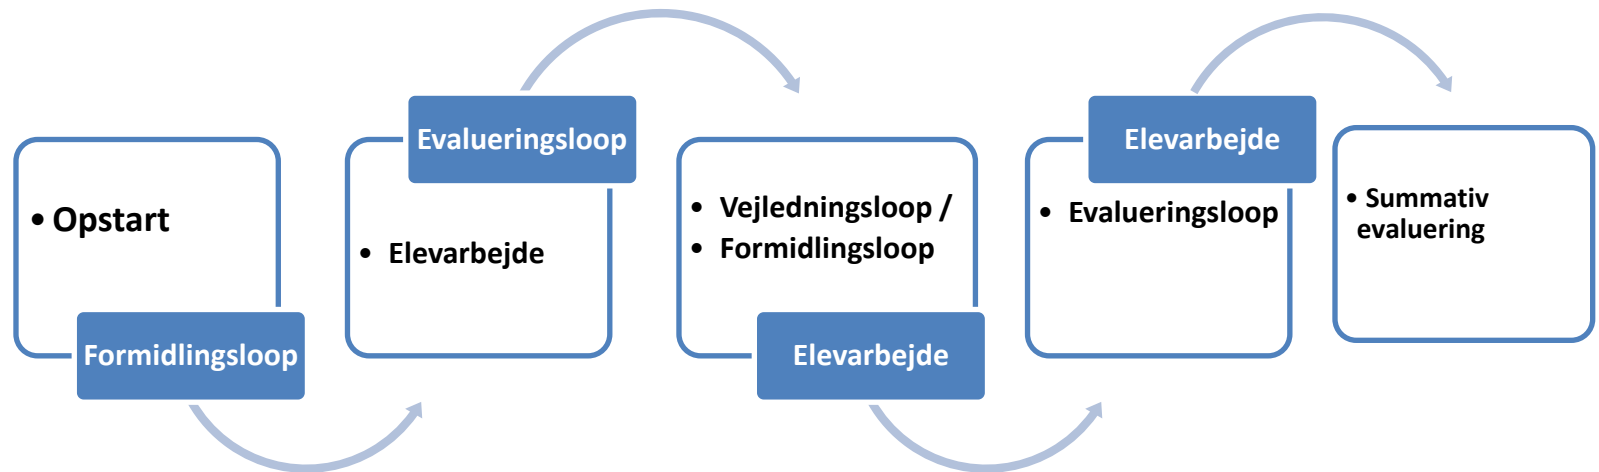 • Opstart
Formidlingsloop
Evalueringsloop
• Elevarbejde
• Vejledningsloop /
• Formidlingsloop
Elevarbejde
Elevarbejde
• Evalueringsloop
• Summativ
evaluering